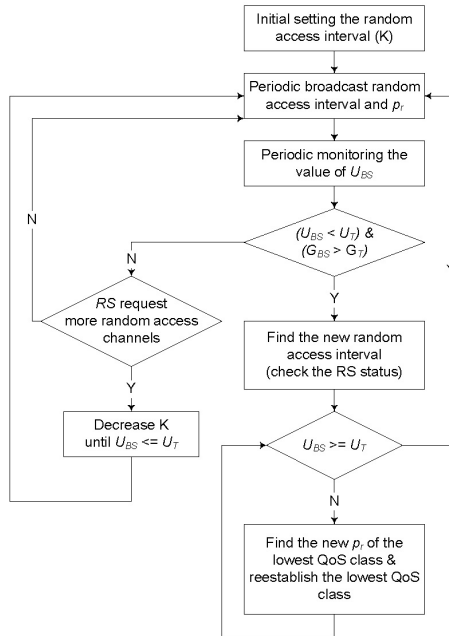 Initial setting the random
access interval (K)
Periodic broadcast random
access interval and pr
Periodic monitoring the
value of UBS
N
(UBS < UT) &
(GBS > GT)
N
RS request
more random access
channels
Y
Y
Find the new random
access interval
(check the RS status)
Decrease K
until UBS <= UT
UBS >= UT
N
Find the new pr of the
lowest QoS class &
reestablish the lowest QoS
class